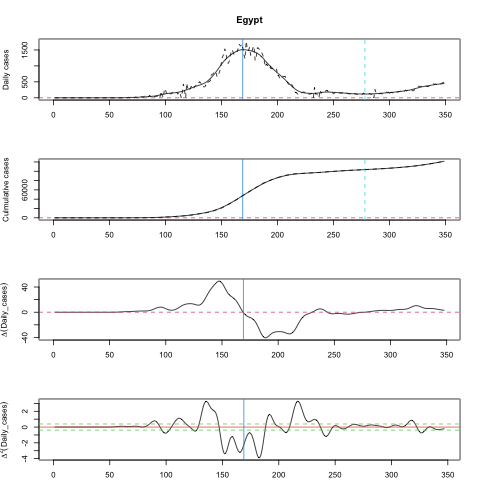 Egypt
Daily cases
0 500 1500
0 50 100 150 200 250 300 350
Culmulative cases
0 60000
0 50 100 150 200 250 300 350
Δ(Daily_cases)
-40 0 20 40
0 50 100 150 200 250 300 350
Δ²(Daily_cases)
-4 -2 0 2
0 50 100 150 200 250 300 350